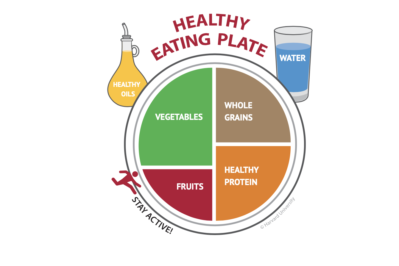 HEALTHY
EATING PLATE
HEALTHY
OILS
WATER
VEGETABLES
WHOLE
GRAINS
FRUITS
HEALTHY
PROTEIN
STAY ACTIVE!
© Harvard University